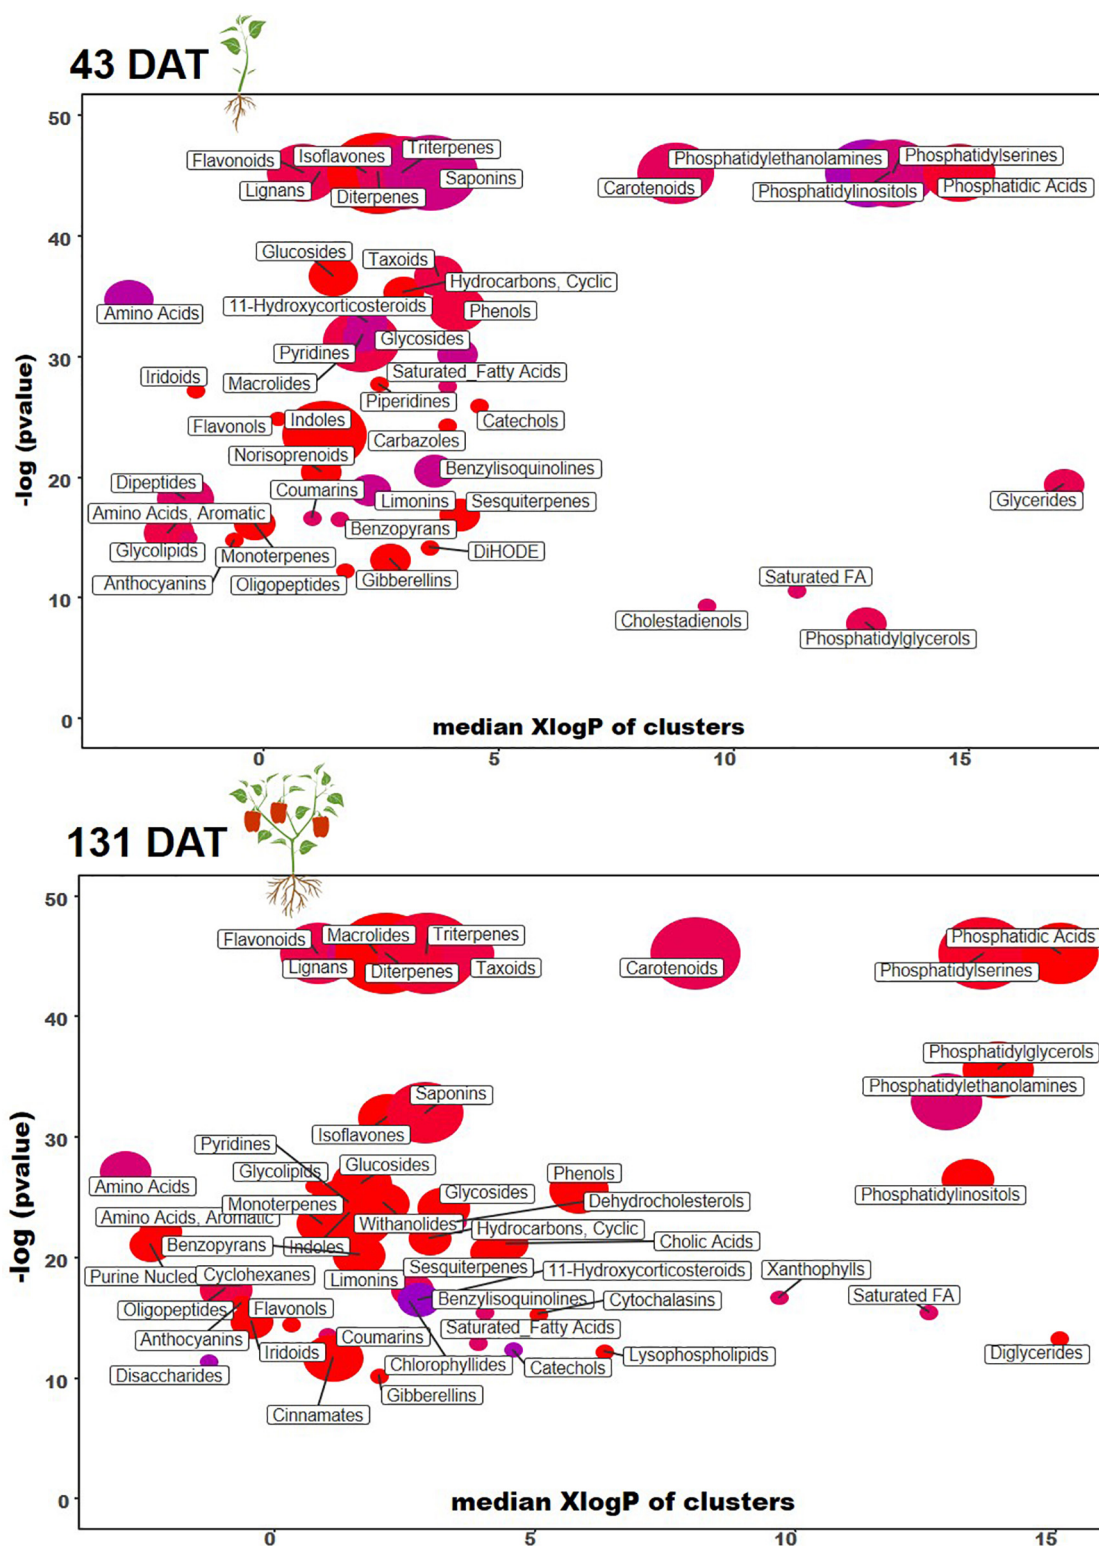 43 DAT
50
Flavonoids
Isoflavones
Triterpenes
Phosphatidylethanolamines
Phosphatidylserines
Lignans
Diterpenes
Saponins
Carotenoids
Phosphatidylinositols
Phosphatidic Acids
40
Glucosides
Taxoids
Hydrocarbons, Cyclic
Amino Acids
11-Hydroxycorticosteroids
Phenols
Pyridines
Glycosides
30
Iridoids
Macrolides
Saturated_Fatty Acids
Piperidines
Flavonols
Indoles
Catechols
Carbazoles
Norisoprenoids
Benzylisoquinolines
20
Dipeptides
Coumarins
Limonins
Sesquiterpenes
Glycerides
Amino Acids, Aromatic
Benzopyrans
Glycolipids
Monoterpenes
DiHODE
Anthocyanins
Oligopeptides
Gibberellins
Saturated FA
10
Cholestadienols
Phosphatidylglycerols
0
-log (pvalue)
median XlogP of clusters
0 5 10 15
131 DAT
50
Flavonoids
Macrolides
Triterpenes
Phosphatidic Acids
Lignans
Diterpenes
Taxoids
Carotenoids
Phosphatidylserines
40
Phosphatidylglycerols
Saponins
Phosphatidylethanolamines
Isoflavones
30
Pyridines
Glycolipids
Glucosides
Phenols
Amino Acids
Glycosides
Phosphatidylinositols
Monoterpenes
Dehydrocholesterols
Amino Acids, Aromatic
Withanolides
Hydrocarbons, Cyclic
Benzopyrans
Indoles
Cholic Acids
20
Purine Nucleo
Cyclohexanes
Limonins
Sesquiterpenes
11-Hydroxycorticosteroids
Xanthophylls
Oligopeptides
Flavonols
Benzylisoquinolines
Cytochalasins
Saturated FA
Anthocyanins
Iridoids
Coumarins
Saturated_Fatty Acids
Disaccharides
Chlorophyllides
Catechols
Lysophospholipids
Diglycerides
10
Gibberellins
Cinnamates
0
-log (pvalue)
median XlogP of clusters
0 5 10 15